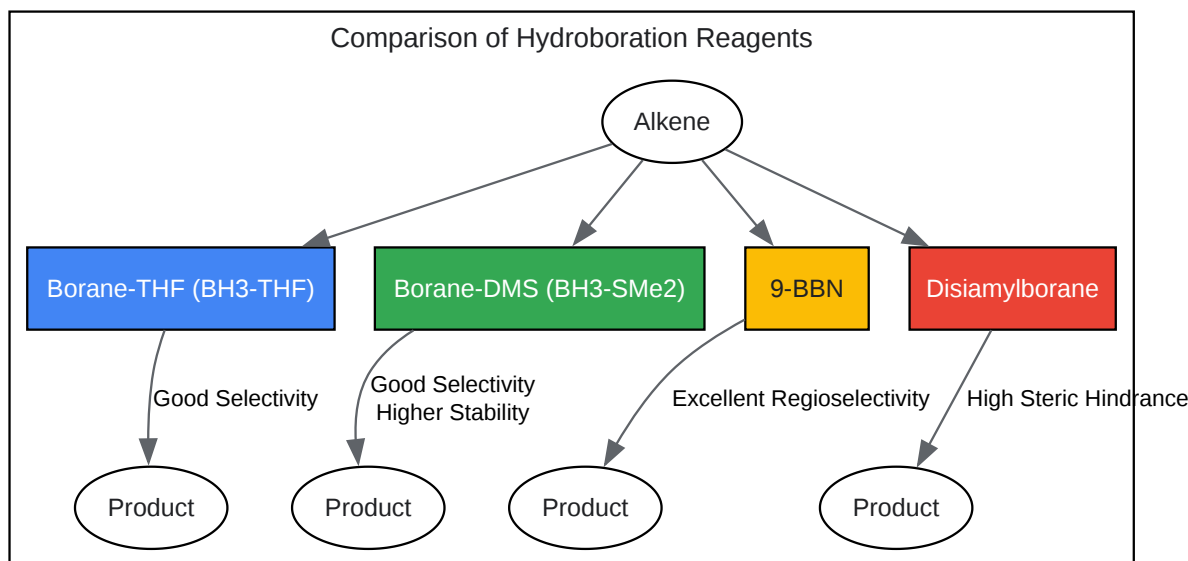 Comparison of Hydroboration Reagents
Alkene
Borane-THF (BH3-THF)
Borane-DMS (BH3-SMe2)
9-BBN
Disiamylborane
Good Selectivity
Good Selectivity
Higher Stability
Excellent Regioselectivity
High Steric Hindrance
Product
Product
Product
Product